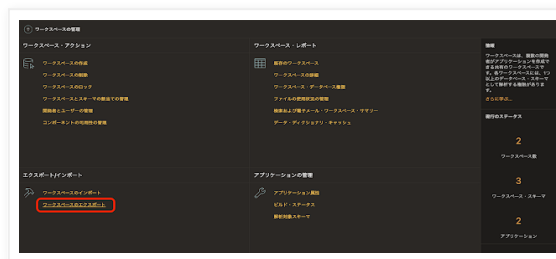 ワークスペースの管理
ワークスペース・アクション
ワークスペースの作成
ワークスペースの削除
ワークスペースのロック
ワークスペースとスキーマの割当ての管理
開発者とユーザーの管理
コンポーネントの可用性の管理
ワークスペース・レポート
既存のワークスペース
ワークスペースの詳細
ワークスペース・データベース権限
ファイルの使用状況の管理
検索および電子メール・ワークスペース・サマリー
データ・ディクショナリ・キャッシュ
エクスポート/インポート
ワークスペースのインポート
ワークスペースのエクスポート
アプリケーションの管理
アプリケーション属性
ビルド・ステータス
解析対象スキーマ
情報
ワークスペースは、複数の開発
者がアプリケーションを作成で
きる共有のワークスペースで
す。各ワークスペースには、1つ
以上のデータベース・スキーマ
として解析する権限がありま
す。
さらに学ぶ...
現行のステータス
2
ワークスペース数
3
ワークスペース・スキーマ
2
アプリケーション